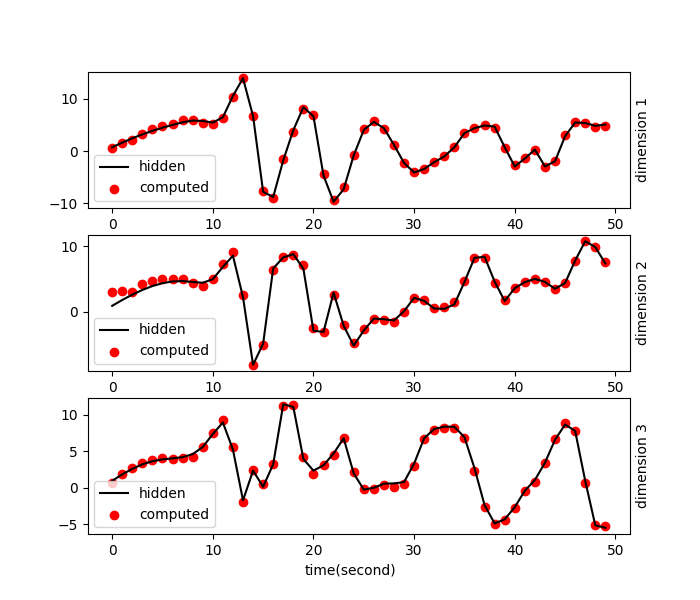 10
0
−10
hidden
computed
dimension 1
0 10 20 30 40 50
10
0
hidden
computed
dimension 2
0 10 20 30 40 50
10
5
0
−5
hidden
computed
dimension 3
0 10 20 30 40 50
time(second)